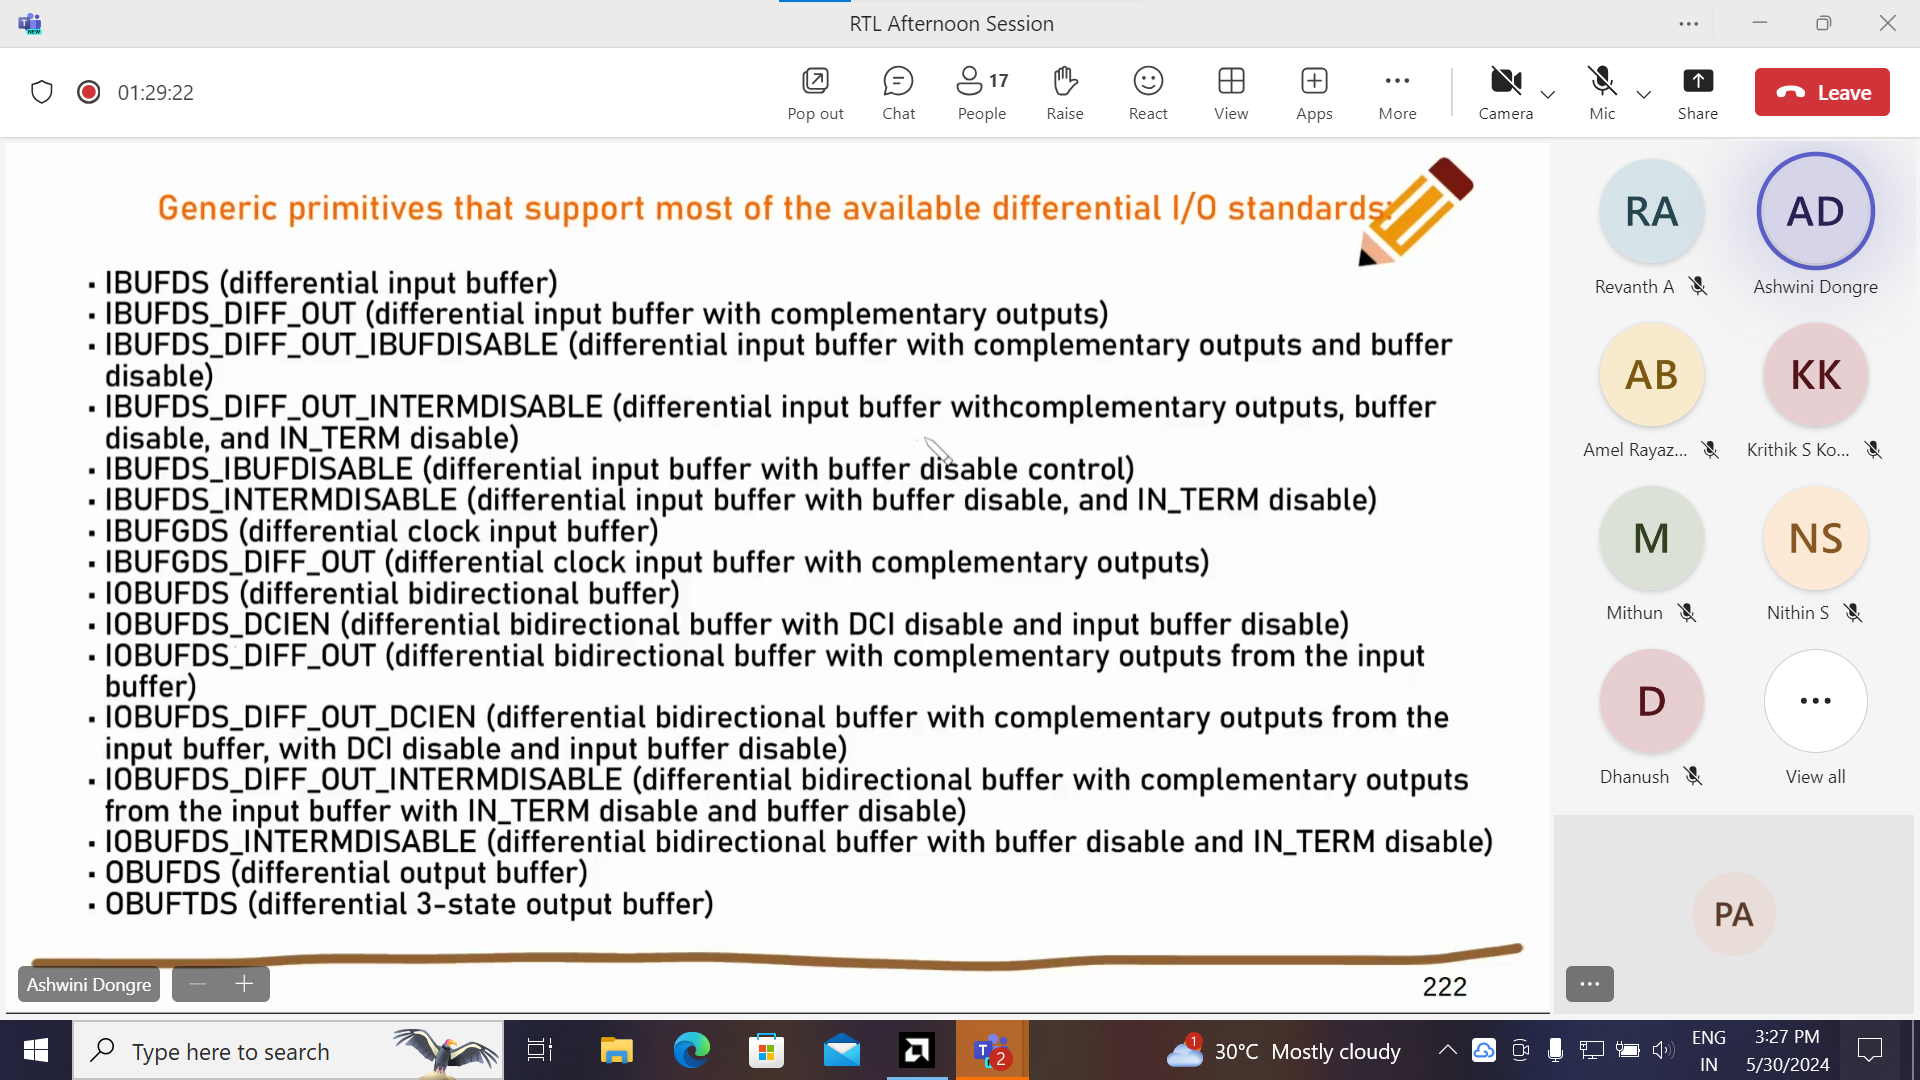 RTL Afternoon Session
NEW
01:29:22
Pop out
Chat
17
People
Raise
React
View
Apps
More
Camera
Mic
Share
Leave
Generic primitives that support most of the available differential I/O standards:
▪ IBUFDS (differential input buffer)
▪ IBUFDS_DIFF_OUT (differential input buffer with complementary outputs)
▪ IBUFDS_DIFF_OUT_IBUFDISABLE (differential input buffer with complementary outputs and buffer
disable)
▪ IBUFDS_DIFF_OUT_INTERMDISABLE (differential input buffer withcomplementary outputs, buffer
disable, and IN_TERM disable)
▪ IBUFDS_IBUFDISABLE (differential input buffer with buffer disable control)
▪ IBUFDS_INTERMDISABLE (differential input buffer with buffer disable, and IN_TERM disable)
▪ IBUFGDS (differential clock input buffer)
▪ IBUFGDS_DIFF_OUT (differential clock input buffer with complementary outputs)
▪ IOBUFDS (differential bidirectional buffer)
▪ IOBUFDS_DCIEN (differential bidirectional buffer with DCI disable and input buffer disable)
▪ IOBUFDS_DIFF_OUT (differential bidirectional buffer with complementary outputs from the input
buffer)
▪ IOBUFDS_DIFF_OUT_DCIEN (differential bidirectional buffer with complementary outputs from the
input buffer, with DCI disable and input buffer disable)
▪ IOBUFDS_DIFF_OUT_INTERMDISABLE (differential bidirectional buffer with complementary outputs
from the input buffer with IN_TERM disable and buffer disable)
▪ IOBUFDS_INTERMDISABLE (differential bidirectional buffer with buffer disable and IN_TERM disable)
▪ OBUFDS (differential output buffer)
▪ OBUFTDS (differential 3-state output buffer)
222
Ashwini Dongre
RA
Revanth A
AD
Ashwini Dongre
AB
Amel Rayaz...
KK
Krithik S Ko...
M
Mithun
NS
Nithin S
D
Dhanush
View all
PA
Type here to search
2
1
30°C Mostly cloudy
ENG
IN
3:27 PM
5/30/2024